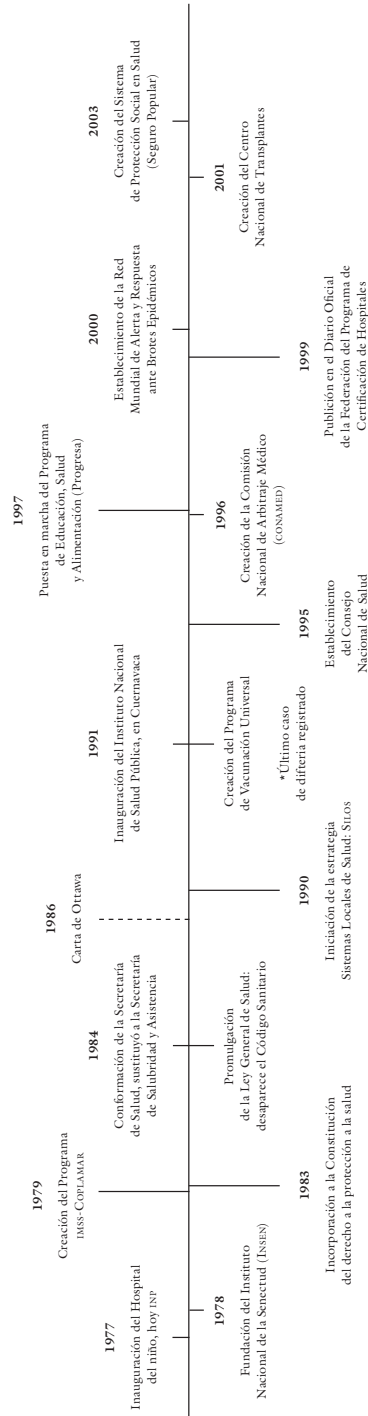 1977
Inauguración del Hospital
del niño, hoy INP
1978
Fundación del Instituto
Nacional de la Senectud (INSEN)
1979
Creación del Programa
IMSS-COPLAMAR
1983
Incorporación a la Constitución
del derecho a la protección a la salud
1984
Conformación de la Secretaría
de Salud, sustituyó a la Secretaría
de Salubridad y Asistencia
Promulgación
de la Ley General de Salud:
desaparece el Código Sanitario
1986
Carta de Ottawa
1990
Iniciación de la estrategia
Sistemas Locales de Salud: SILOS
1991
Inauguración del Instituto Nacional
de Salud Pública, en Cuernavaca
Creación del Programa
de Vacunación Universal
*Último caso
de difteria registrado
1995
Establecimiento
del Consejo
Nacional de Salud
1996
Creación de la Comisión
Nacional de Arbitraje Médico
(CONAMED)
1997
Puesta en marcha del Programa
de Educación, Salud
y Alimentación (Progresa)
1999
Publición en el Diario Oficial
de la Federación del Programa de
Certificación de Hospitales
2000
Establecimiento de la Red
Mundial de Alerta y Respuesta
ante Brotes Epidémicos
2001
Creación del Centro
Nacional de Transplantes
2003
Creación del Sistema
de Protección Social en Salud
(Seguro Popular)